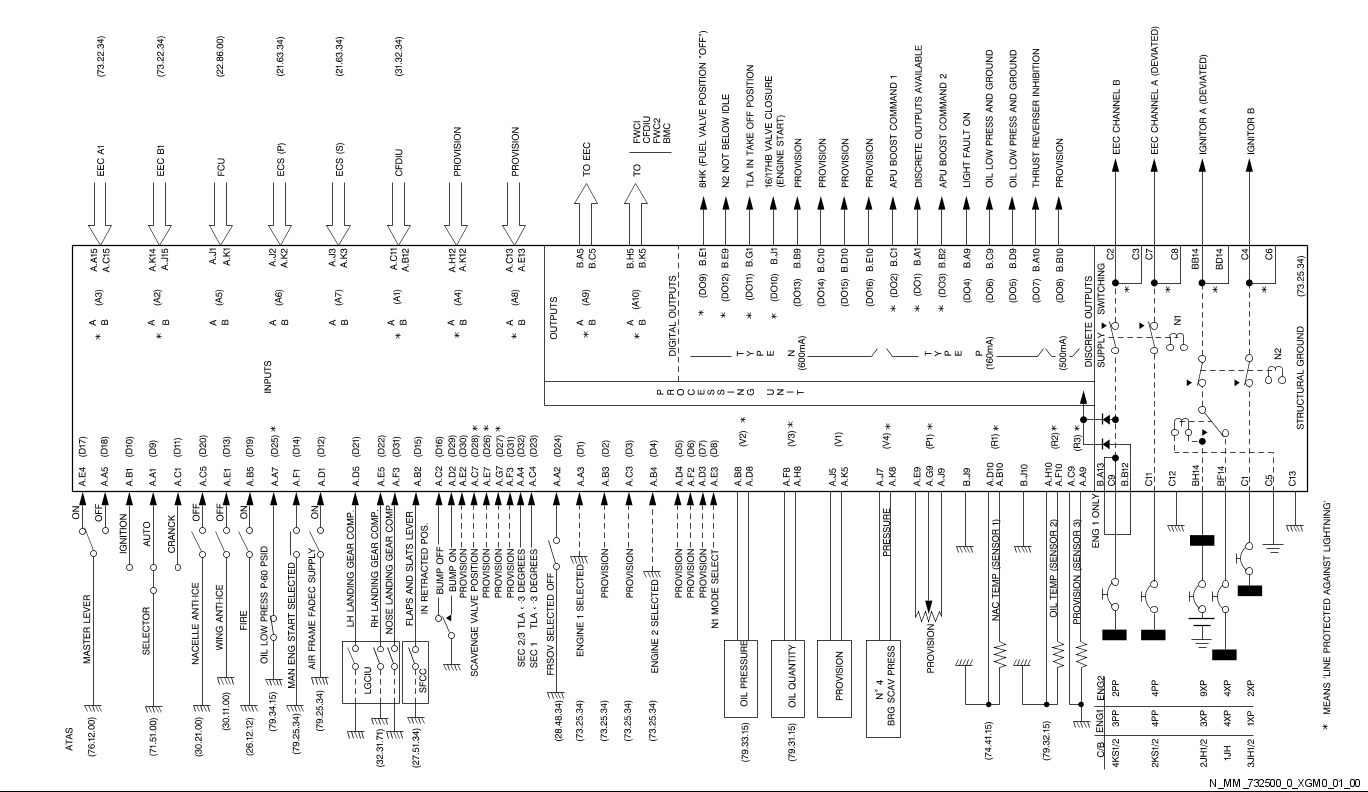 ATAS
(76.12.00)
(71.51.00)
(30.21.00)
(30.11.00)
(26.12.12)
(79.34.15)
(79.25.34)
(79.25.34)
(32.31.71)
(27.51.34)
(28.48.34)
(73.25.34)
(73.25.34)
(73.25.34)
(73.25.34)
(79.33.15)
(79.31.15)
(74.41.15)
(79.32.15)
MASTER LEVER
ON
OFF
IGNITION
SELECTOR
AUTO
CRANCK
NACELLE ANTI-ICE
OFF
WING ANTI-ICE
OFF
FIRE
ON
OIL LOW PRESS P-60 PSID
MAN ENG START SELECTED
AIR FRAME FADEC SUPPLY
ON
LGCIU
LH LANDING GEAR COMP.
RH LANDING GEAR COMP.
NOSE LANDING GEAR COMP.
SFCC
FLAPS AND SLATS LEVER
IN RETRACTED POS.
BUMP OFF
BUMP ON
PROVISION
SCAVENGE VALVE POSITION
PROVISION
PROVISION
PROVISION
SEC 2/3 TLA < -3 DEGREES
SEC 1 TLA < -3 DEGREES
FRSOV SELECTED OFF
ENGINE 1 SELECTED
PROVISION
PROVISION
ENGINE 2 SELECTED
PROVISION
PROVISION
PROVISION
N1 MODE SELECT
OIL PRESSURE
OIL QUANTITY
PROVISION
N° 4
BRG SCAV PRESS
PRESSURE
PROVISION
NAC TEMP (SENSOR 1)
OIL TEMP (SENSOR 2)
PROVISION (SENSOR 3)
ENG 1 ONLY
A.E4 (D17)
A.A5 (D18)
A.B1 (D10)
A.A1 (D9)
A.C1 (D11)
A.C5 (D20)
A.E1 (D13)
A.B5 (D19)
A.A7 (D25) *
A.F1 (D14)
A.D1 (D12)
A.D5 (D21)
A.E5 (D22)
A.F3 (D31)
A.B2 (D15)
A.C2 (D16)
A.D2 (D29)
A.E2 (D30)
A.C7 (D28) *
A.E7 (D26) *
A.G7 (D27) *
A.F3 (D31)
A.A4 (D32)
A.C4 (D23)
A.A2 (D24)
A.A3 (D1)
A.B3 (D2)
A.C3 (D3)
A.B4 (D4)
A.D4 (D5)
A.F2 (D6)
A.D3 (D7)
A.E3 (D8)
A.B8
A.D8
(V2) *
A.F8
A.H8
(V3) *
A.J5
A.K5
(V1)
A.J7
A.K8
(V4) *
A.E9
A.G9
A.J9
(P1) *
B.J9
A.D10
A.B10
(R1) *
B.J10
A.H10
A.F10
(R2) *
A.C9
A.A9
(R3) *
B.A13
C9
B.B12
C11
C12
BH14
BF14
C1
C5
C13
INPUTS
(73.22.34)
(73.22.34)
(22.86.00)
(21.63.34)
(21.63.34)
(31.32.34)
EEC A1
EEC B1
FCU
ECS (P)
ECS (S)
CFDIU
PROVISION
PROVISION
A.A15
A.C15
* A (A3)
B
A.K14
A.J15
* A (A2)
B
A.J1
A.K1
A (A5)
B
A.J2
A.K2
* A (A6)
B
A.J3
A.K3
A (A7)
B
A.C11
A.B12
* A (A1)
B
A.H12
A.K12
* A (A4)
B
A.C13
A.E13
* A (A8)
B
OUTPUTS
TO EEC
B.A5
B.C5
* A (A9)
B
TO
FWCI
CFDIU
FWC2
BMC
B.H5
B.K5
* A (A10)
B
DIGITAL OUTPUTS
PROCESSING UNIT
TYPE N
(600mA)
TYPE P
(160mA)
(500mA)
* (DO9) B.E1
8HK (FUEL VALVE POSITION "OFF")
* (DO12) B.E9
N2 NOT BELOW IDLE
* (DO11) B.G1
TLA IN TAKE OFF POSITION
* (DO10) B.J1
16/17HB VALVE CLOSURE
(ENGINE START)
(DO13) B.B9
PROVISION
(DO14) B.C10
PROVISION
(DO15) B.D10
PROVISION
(DO16) B.E10
PROVISION
* (DO2) B.C1
APU BOOST COMMAND 1
* (DO1) B.A1
DISCRETE OUTPUTS AVAILABLE
* (DO3) B.B2
APU BOOST COMMAND 2
(DO4) B.A9
LIGHT FAULT ON
(DO6) B.C9
OIL LOW PRESS AND GROUND
(DO5) B.D9
OIL LOW PRESS AND GROUND
(DO7) B.A10
THRUST REVERSER INHIBITION
(DO8) B.B10
PROVISION
DISCRETE OUTPUTS
SUPPLY SWITCHING
C2
C3
*
EEC CHANNEL B
C7
C8
*
EEC CHANNEL A (DEVIATED)
BB14
BD14
*
IGNITOR A (DEVIATED)
C4
C6
*
IGNITOR B
N1
N2
STRUCTURAL GROUND
(73.25.34)
C/B ENG1 ENG2
4KS1/2 3PP 2PP
2KS1/2 4PP 4PP
2JH1/2 3XP 9XP
1JH 4XP 4XP
3JH1/2 1XP 2XP
* MEANS 'LINE PROTECTED AGAINST LIGHTNING'
N_MM_732500_0_XGM0_01_00